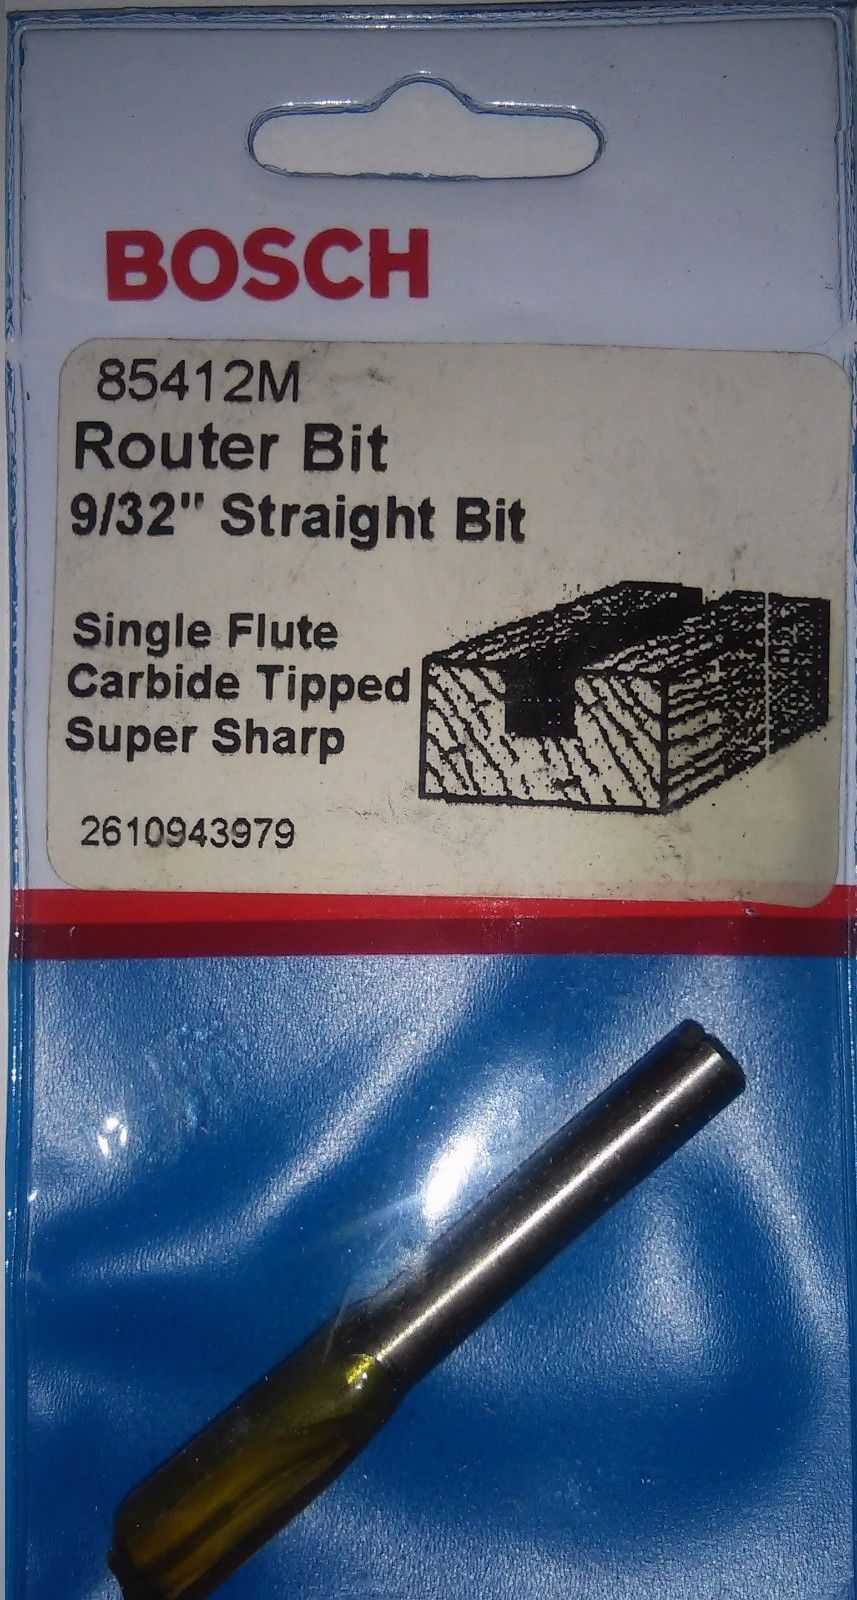 BOSCH
85412M
Router Bit
9/32" Straight Bit
Single Flute
Carbide Tipped
Super Sharp
2610943979